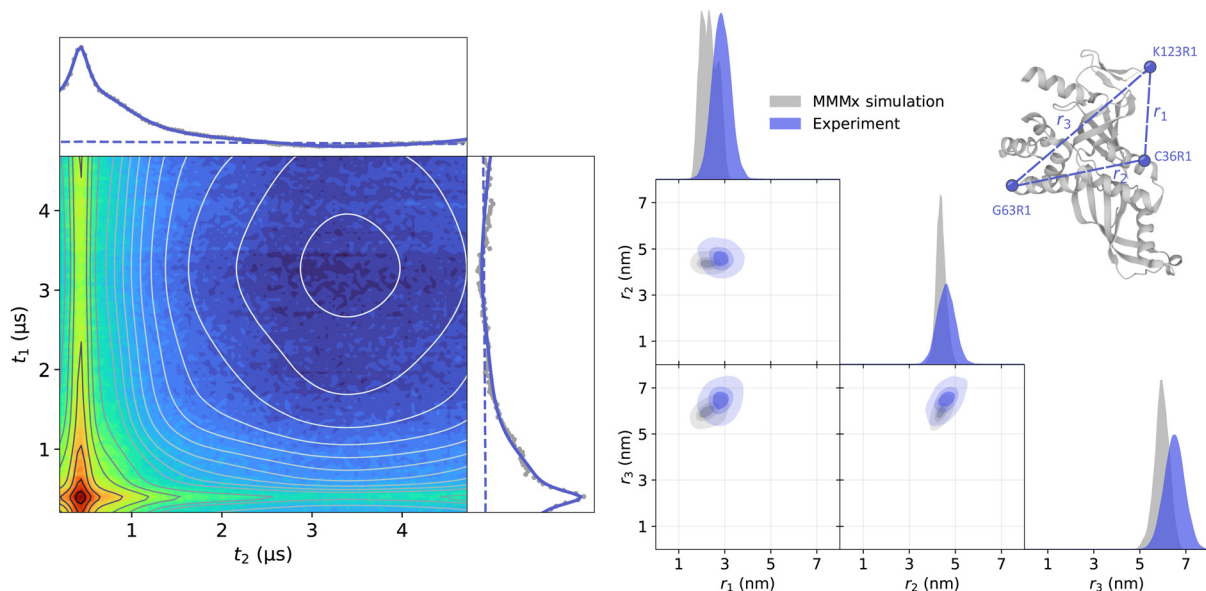 4
3
2
1
t1 (μs)
1
2
3
4
t2 (μs)
MMMx simulation
Experiment
K123R1
r3
r1
C36R1
r2
G63R1
7
5
3
1
r2 (nm)
7
5
3
1
r3 (nm)
1
3
5
7
r1 (nm)
1
3
5
7
r2 (nm)
1
3
5
7
r3 (nm)